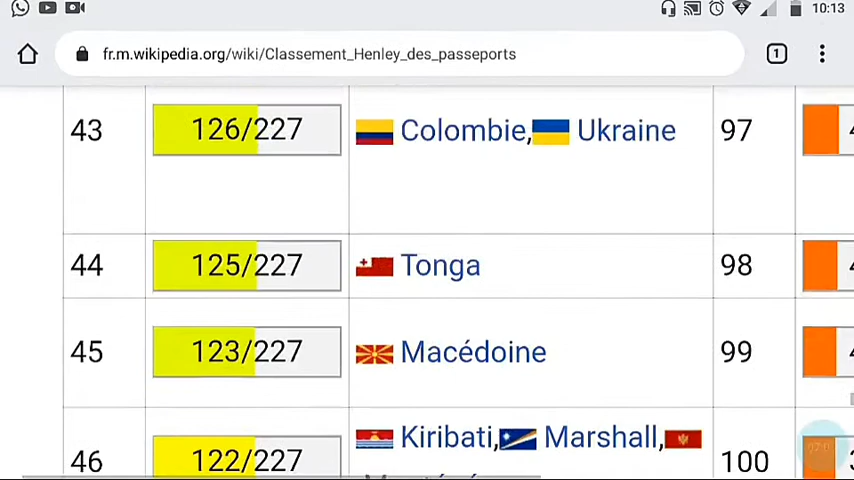 10:13
1
fr.m.wikipedia.org/wiki/Classement_Henley_des_passeports
43 126/227 Colombie, Ukraine 97
44 125/227 Tonga 98
45 123/227 Macédoine 99
46 122/227 Kiribati, Marshall, 100